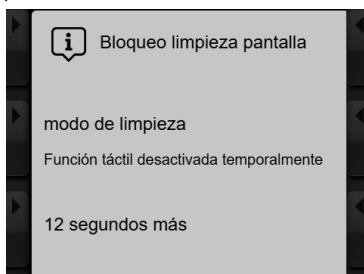 Bloqueo limpieza pantalla
modo de limpieza
Función táctil desactivada temporalmente
12 segundos más